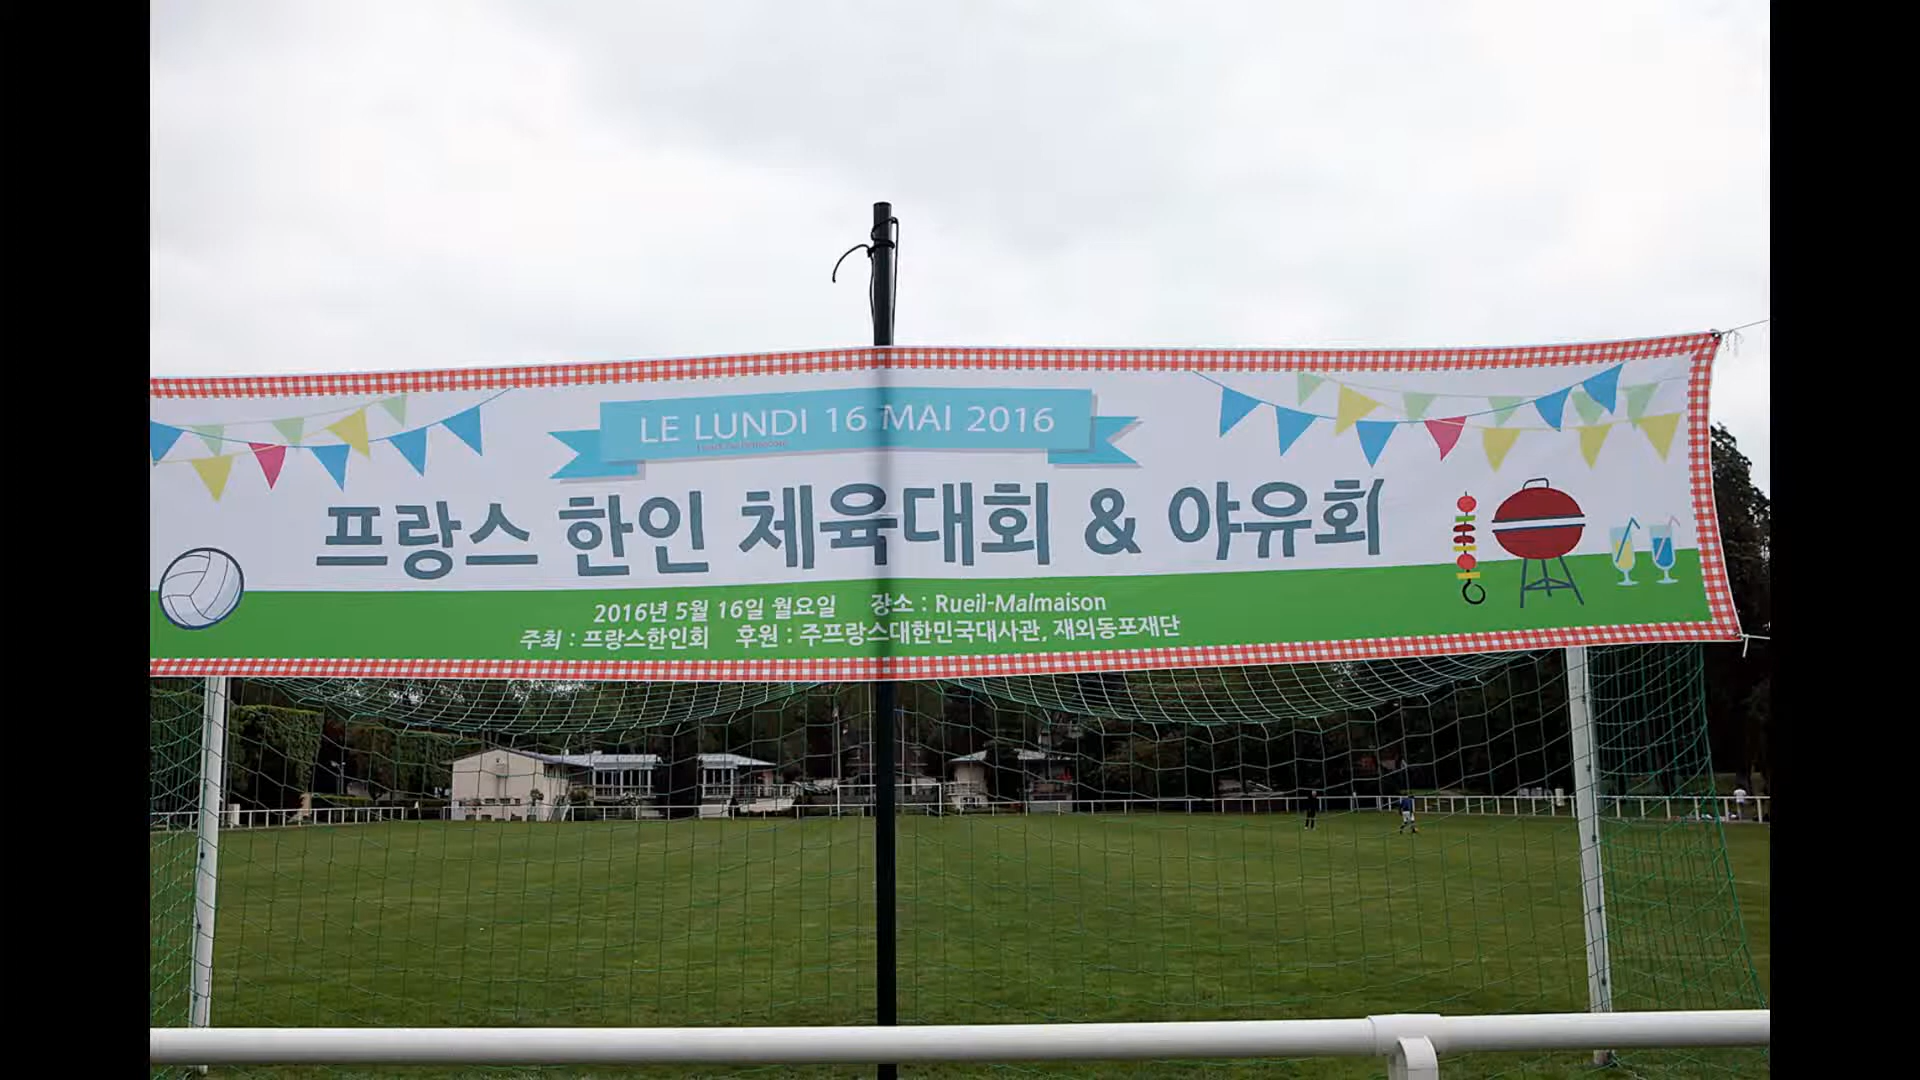 LE LUNDI 16 MAI 2016
프랑스 한인 체육대회 & 야유회
2016년 5월 16일 월요일 장소 : Rueil-Malmaison
주최 : 프랑스한인회 후원 : 주프랑스대한민국대사관, 재외동포재단